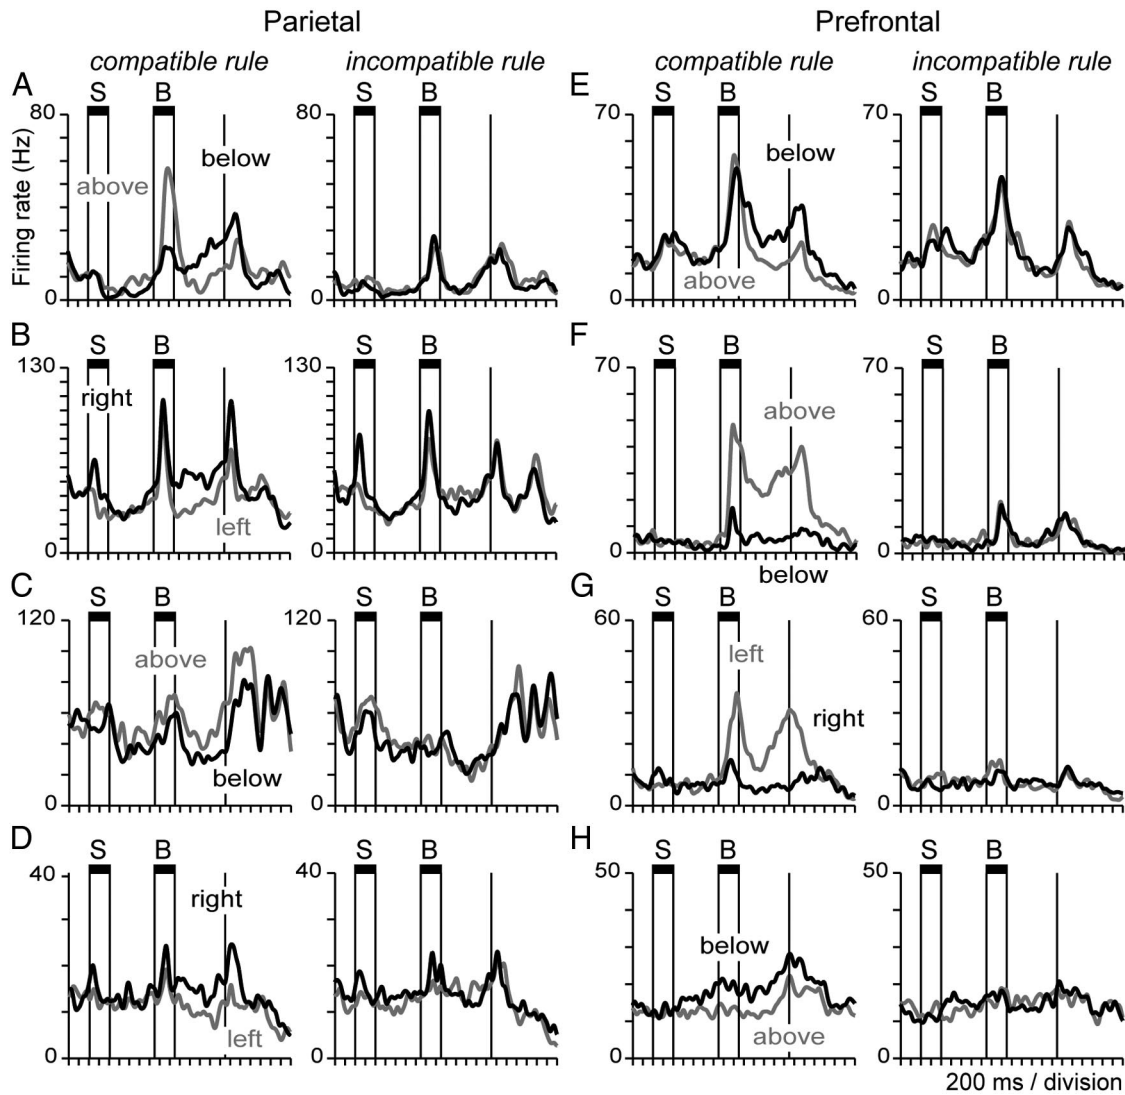 Parietal Prefrontal
compatible rule incompatible rule compatible rule incompatible rule
A S B S B E S B S B
80 80 70 70
Firing rate (Hz)
above below below above
0 0 0 0
B S B S B F S B S B
130 130 70 70
right left above below
0 0 0 0
C S B S B G S B S B
120 120 60 60
above below left right
0 0 0 0
D S B S B H S B S B
40 40 50 50
right left below above
0 0 0 0
200 ms / division